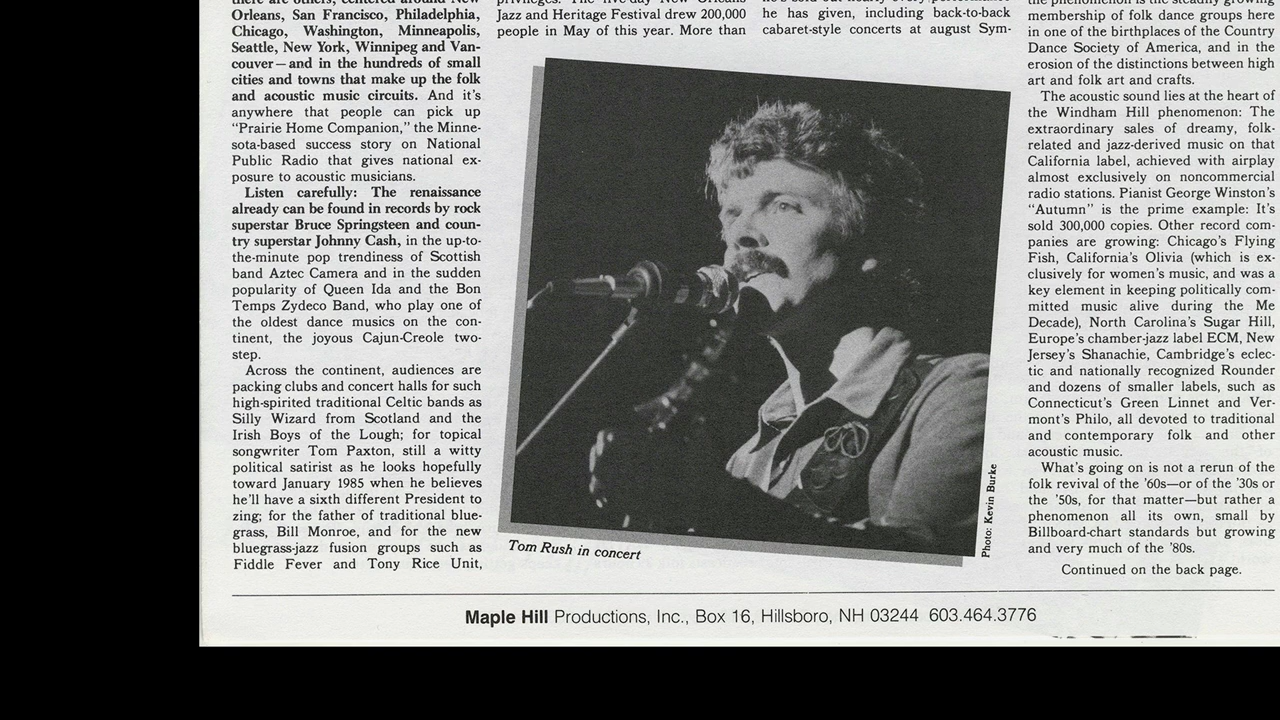 there are others, centered around New
Orleans, San Francisco, Philadelphia,
Chicago, Washington, Minneapolis,
Seattle, New York, Winnipeg and Van-
couver—and in the hundreds of small
cities and towns that make up the folk
and acoustic music circuits. And it's
anywhere that people can pick up
“Prairie Home Companion,” the Minne-
sota-based success story on National
Public Radio that gives national ex-
posure to acoustic musicians.
Listen carefully: The renaissance
already can be found in records by rock
superstar Bruce Springsteen and coun-
try superstar Johnny Cash, in the up-to-
the-minute pop trendiness of Scottish
band Aztec Camera and in the sudden
popularity of Queen Ida and the Bon
Temps Zydeco Band, who play one of
the oldest dance musics on the con-
tinent, the joyous Cajun-Creole two-
step.
Across the continent, audiences are
packing clubs and concert halls for such
high-spirited traditional Celtic bands as
Silly Wizard from Scotland and the
Irish Boys of the Lough; for topical
songwriter Tom Paxton, still a witty
political satirist as he looks hopefully
toward January 1985 when he believes
he'll have a sixth different President to
zing; for the father of traditional blue-
grass, Bill Monroe, and for the new
bluegrass-jazz fusion groups such as
Fiddle Fever and Tony Rice Unit,
privileges. The five-day New Orleans
Jazz and Heritage Festival drew 200,000
people in May of this year. More than
he's sold out nearly every performance
he has given, including back-to-back
cabaret-style concerts at august Sym-
Photo: Kevin Burke
Tom Rush in concert
the phenomenon is the steadily growing
membership of folk dance groups here
in one of the birthplaces of the Country
Dance Society of America, and in the
erosion of the distinctions between high
art and folk art and crafts.
The acoustic sound lies at the heart of
the Windham Hill phenomenon: The
extraordinary sales of dreamy, folk-
related and jazz-derived music on that
California label, achieved with airplay
almost exclusively on noncommercial
radio stations. Pianist George Winston's
“Autumn” is the prime example: It's
sold 300,000 copies. Other record com-
panies are growing: Chicago's Flying
Fish, California's Olivia (which is ex-
clusively for women's music, and was a
key element in keeping politically com-
mitted music alive during the Me
Decade), North Carolina's Sugar Hill,
Europe's chamber-jazz label ECM, New
Jersey's Shanachie, Cambridge's eclec-
tic and nationally recognized Rounder
and dozens of smaller labels, such as
Connecticut's Green Linnet and Ver-
mont's Philo, all devoted to traditional
and contemporary folk and other
acoustic music.
What's going on is not a rerun of the
folk revival of the '60s—or of the '30s or
the '50s, for that matter—but rather a
phenomenon all its own, small by
Billboard-chart standards but growing
and very much of the '80s.
Continued on the back page.
Maple Hill Productions, Inc., Box 16, Hillsboro, NH 03244 603.464.3776